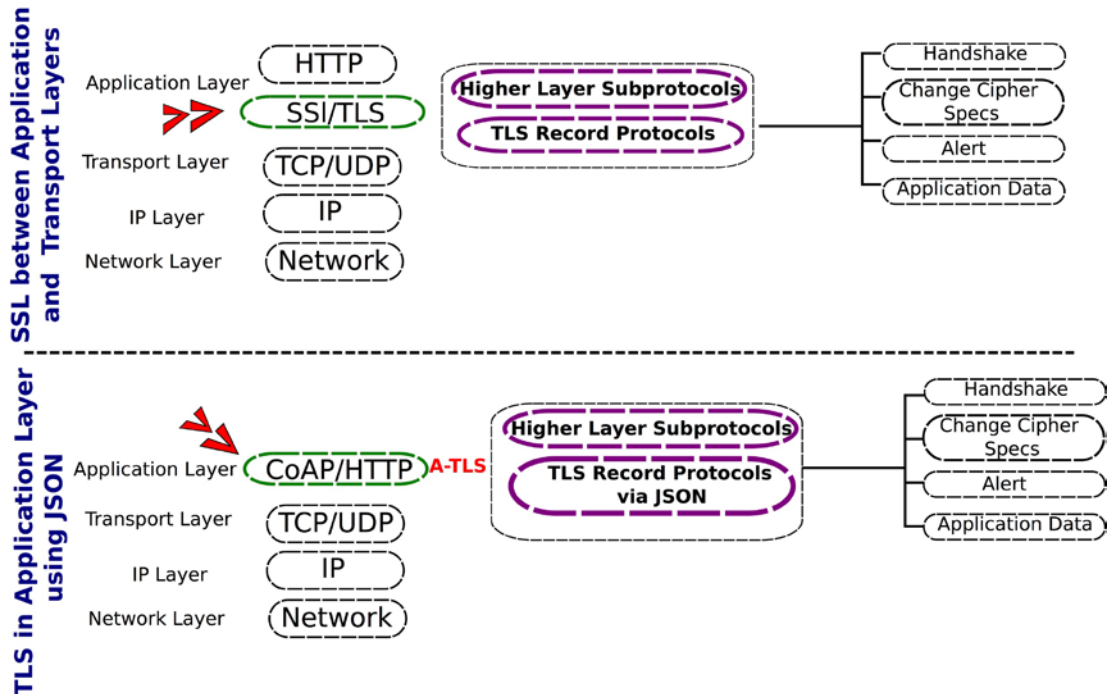 SSL between Application
and Transport Layers
HTTP
Application Layer
SSI/TLS
Transport Layer
TCP/UDP
IP Layer
IP
Network Layer
Network
Higher Layer Subprotocols
TLS Record Protocols
Handshake
Change Cipher
Specs
Alert
Application Data
TLS in Application Layer
using JSON
Application Layer
CoAP/HTTP
A-TLS
Transport Layer
TCP/UDP
IP Layer
IP
Network Layer
Network
Higher Layer Subprotocols
TLS Record Protocols
via JSON
Handshake
Change Cipher
Specs
Alert
Application Data